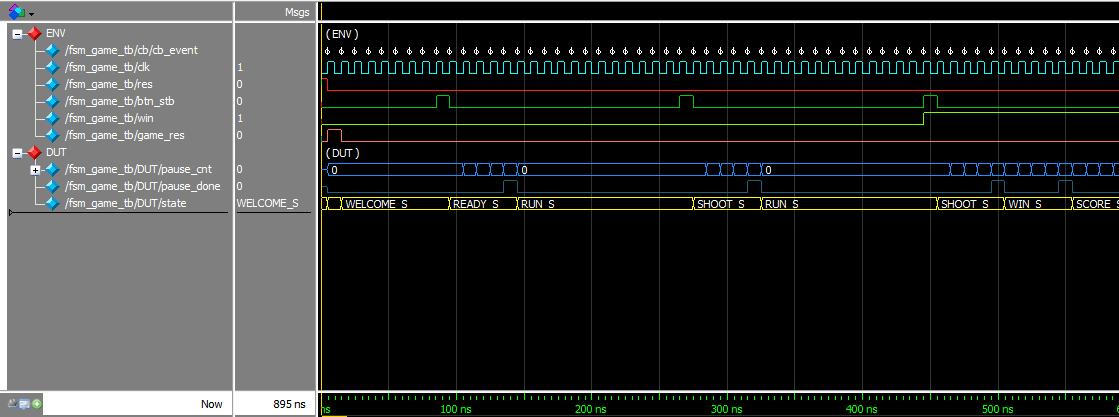 Msgs
ENV
(ENV)
/fsm_game_tb/cb/cb_event
/fsm_game_tb/clk 1
/fsm_game_tb/res 0
/fsm_game_tb/btn_stb 0
/fsm_game_tb/win 1
/fsm_game_tb/game_res 0
DUT
(DUT)
/fsm_game_tb/DUT/pause_cnt 0 0 0 0
/fsm_game_tb/DUT/pause_done 0
/fsm_game_tb/DUT/state WELCOME_S WELCOME_S READY_S RUN_S SHOOT_S RUN_S SHOOT_S WIN_S SCORE_S
Now 895 ns
ns 100 ns 200 ns 300 ns 400 ns 500 ns